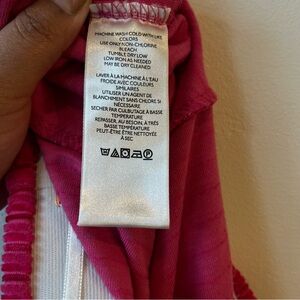 MACHINE WASH COLD WITH LIKE
COLORS
USE ONLY NON-CHLORINE
BLEACH
TUMBLE DRY LOW
LOW IRON AS NEEDED
MAY BE DRY CLEANED
LAVER À LA MACHINE À L'EAU
FROIDE AVEC COULEURS
SIMILAIRES
UTILISER UN AGENT DE
BLANCHIMENT SANS CHLORE SI
NÉCESSAIRE
SECHER PAR CULBUTAGE À BASSE
TEMPÉRATURE
REPASSER, AU BESOIN, À TRÈS
BASSE TEMPÉRATURE
PEUT-ÊTRE ÊTRE NETTOYÉE
À SEC